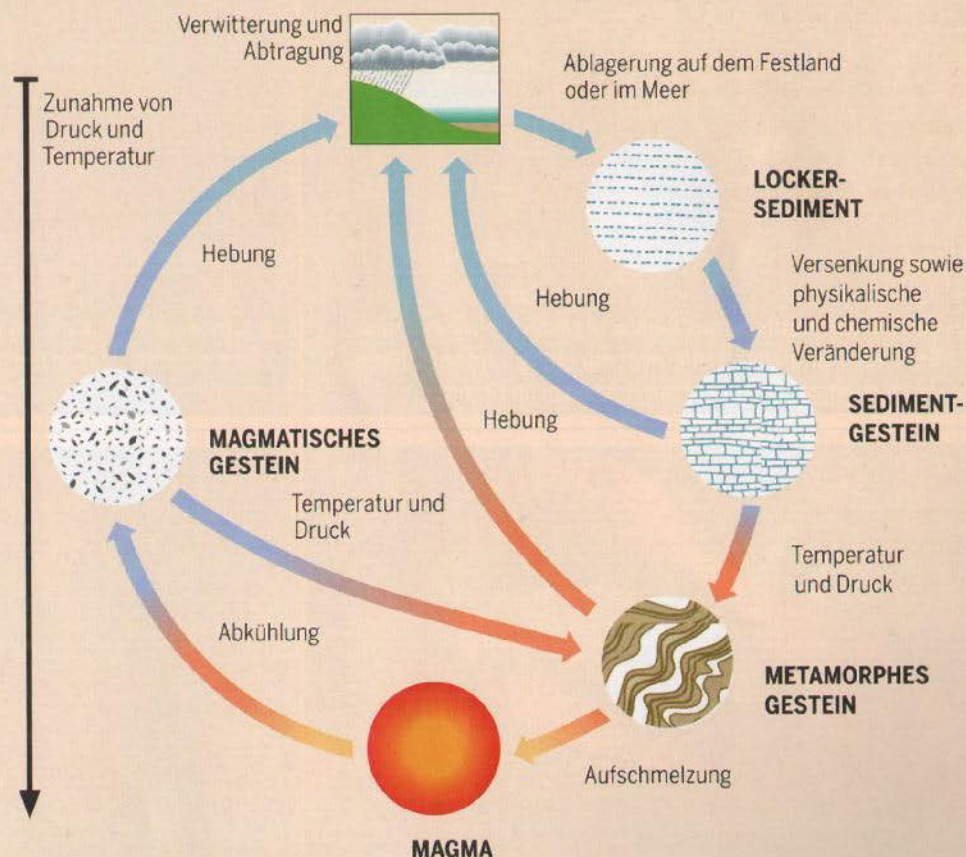 Verwitterung und
Abtragung
Zunahme von
Druck und
Temperatur
Ablagerung auf dem Festland
oder im Meer
LOCKER-
SEDIMENT
Hebung
Hebung
Versenkung sowie
physikalische
und chemische
Veränderung
Hebung
SEDIMENT-
GESTEIN
MAGMATISCHES
GESTEIN
Temperatur und
Druck
Temperatur
und Druck
Abkühlung
METAMORPHES
GESTEIN
Aufschmelzung
MAGMA